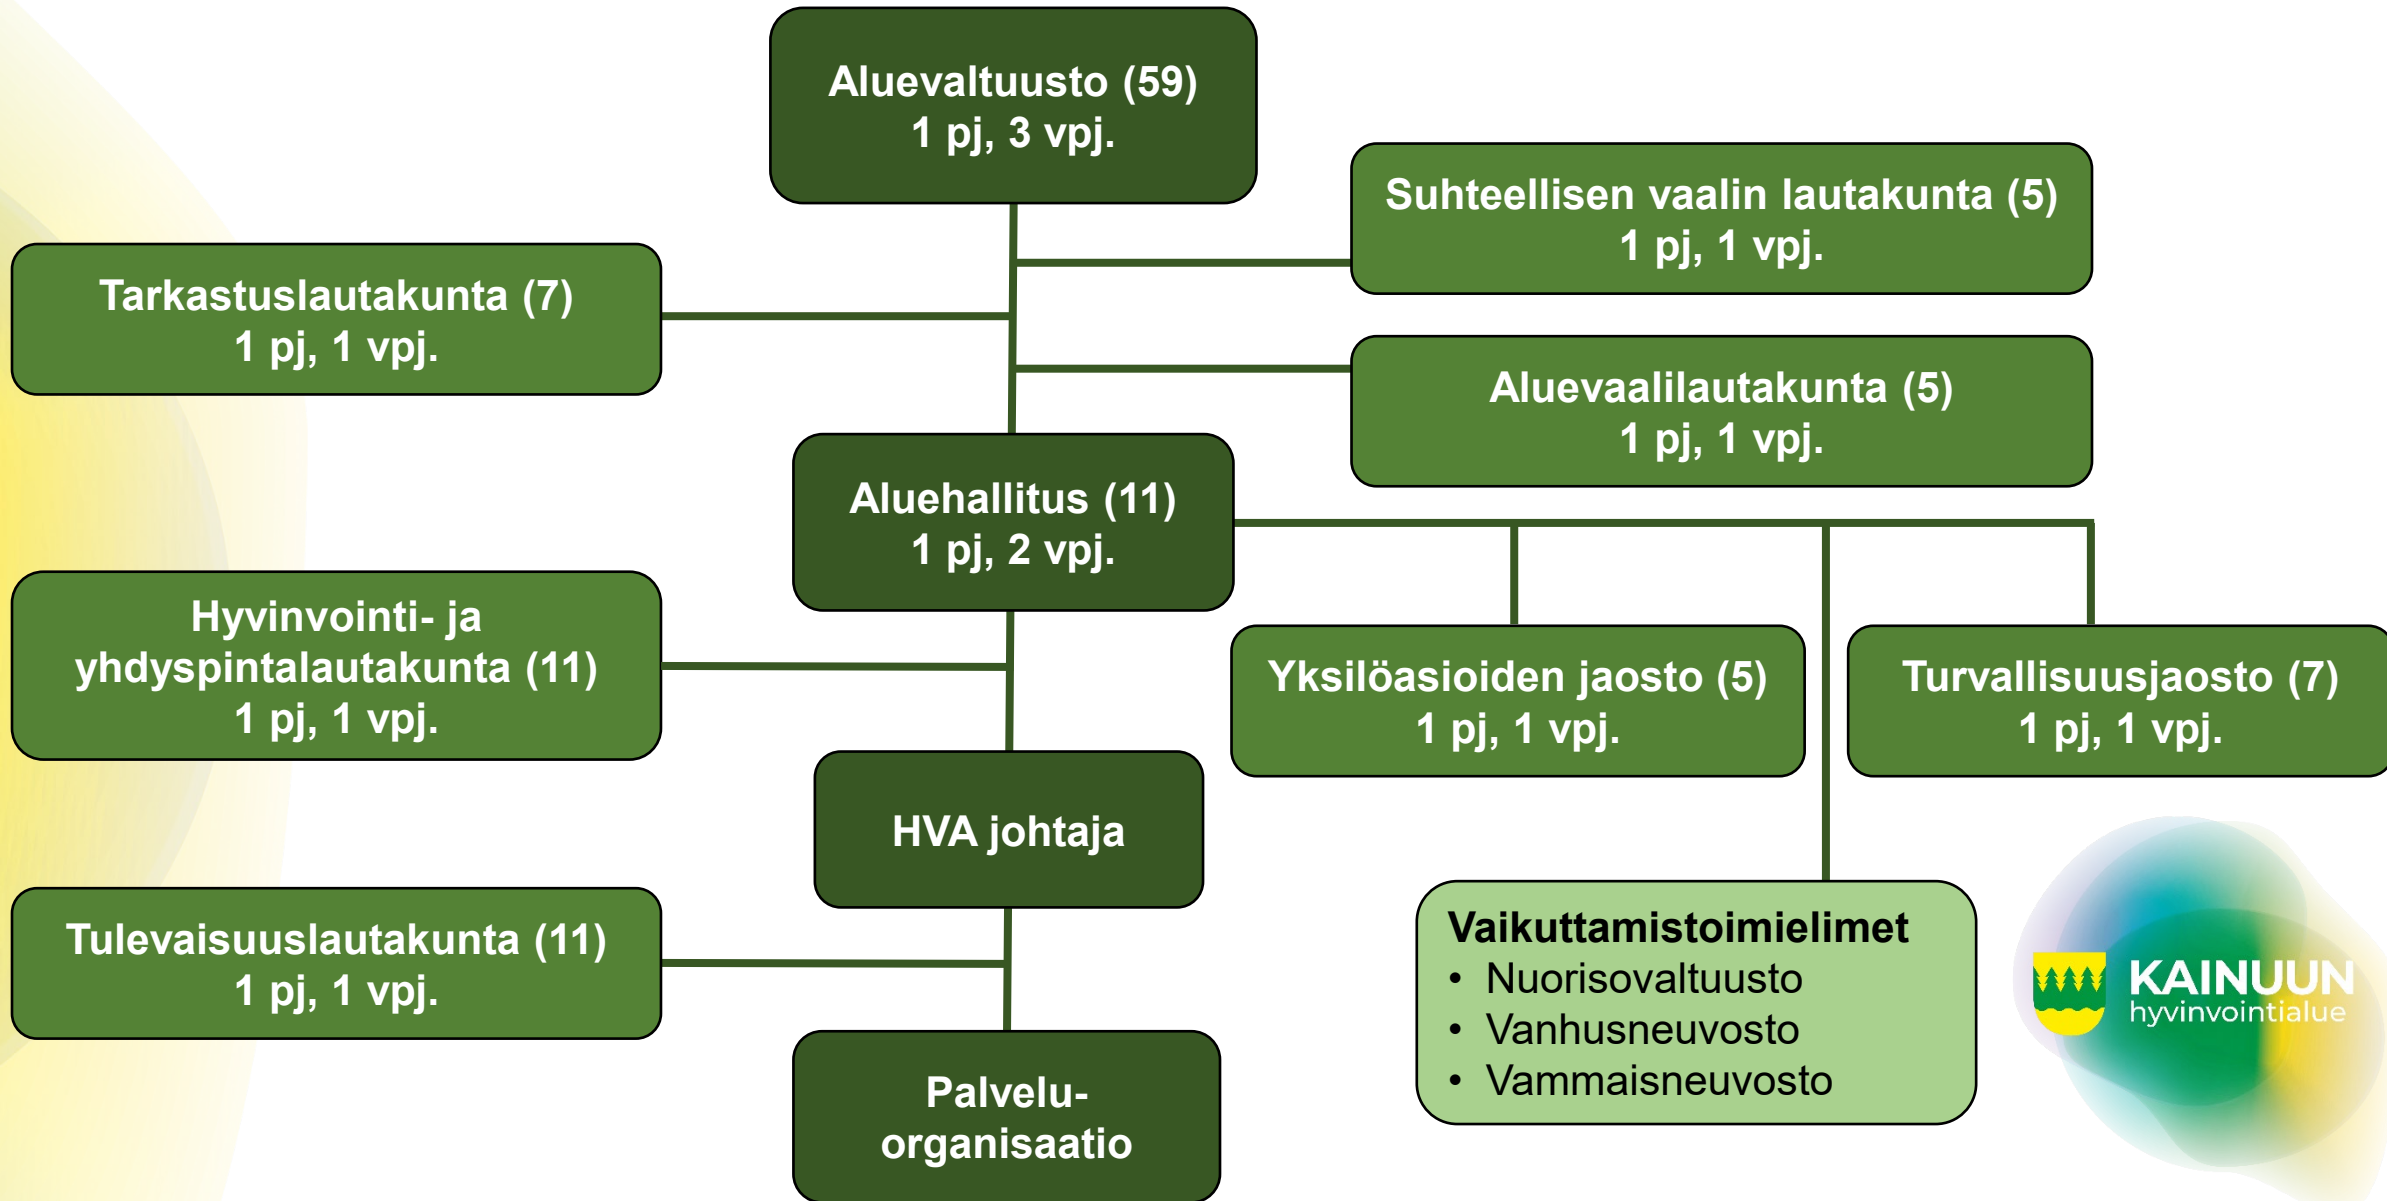 Aluevaltuusto (59)
1 pj, 3 vpj.
Suhteellisen vaalin lautakunta (5)
1 pj, 1 vpj.
Tarkastuslautakunta (7)
1 pj, 1 vpj.
Aluevaalilautakunta (5)
1 pj, 1 vpj.
Aluehallitus (11)
1 pj, 2 vpj.
Hyvinvointi- ja
yhdyspintalautakunta (11)
1 pj, 1 vpj.
Yksilöasioiden jaosto (5)
1 pj, 1 vpj.
Turvallisuusjaosto (7)
1 pj, 1 vpj.
HVA johtaja
Tulevaisuuslautakunta (11)
1 pj, 1 vpj.
Vaikuttamistoimielimet
• Nuorisovaltuusto
• Vanhusneuvosto
• Vammaisneuvosto
KAINUUN
hyvinvointialue
Palvelu-
organisaatio